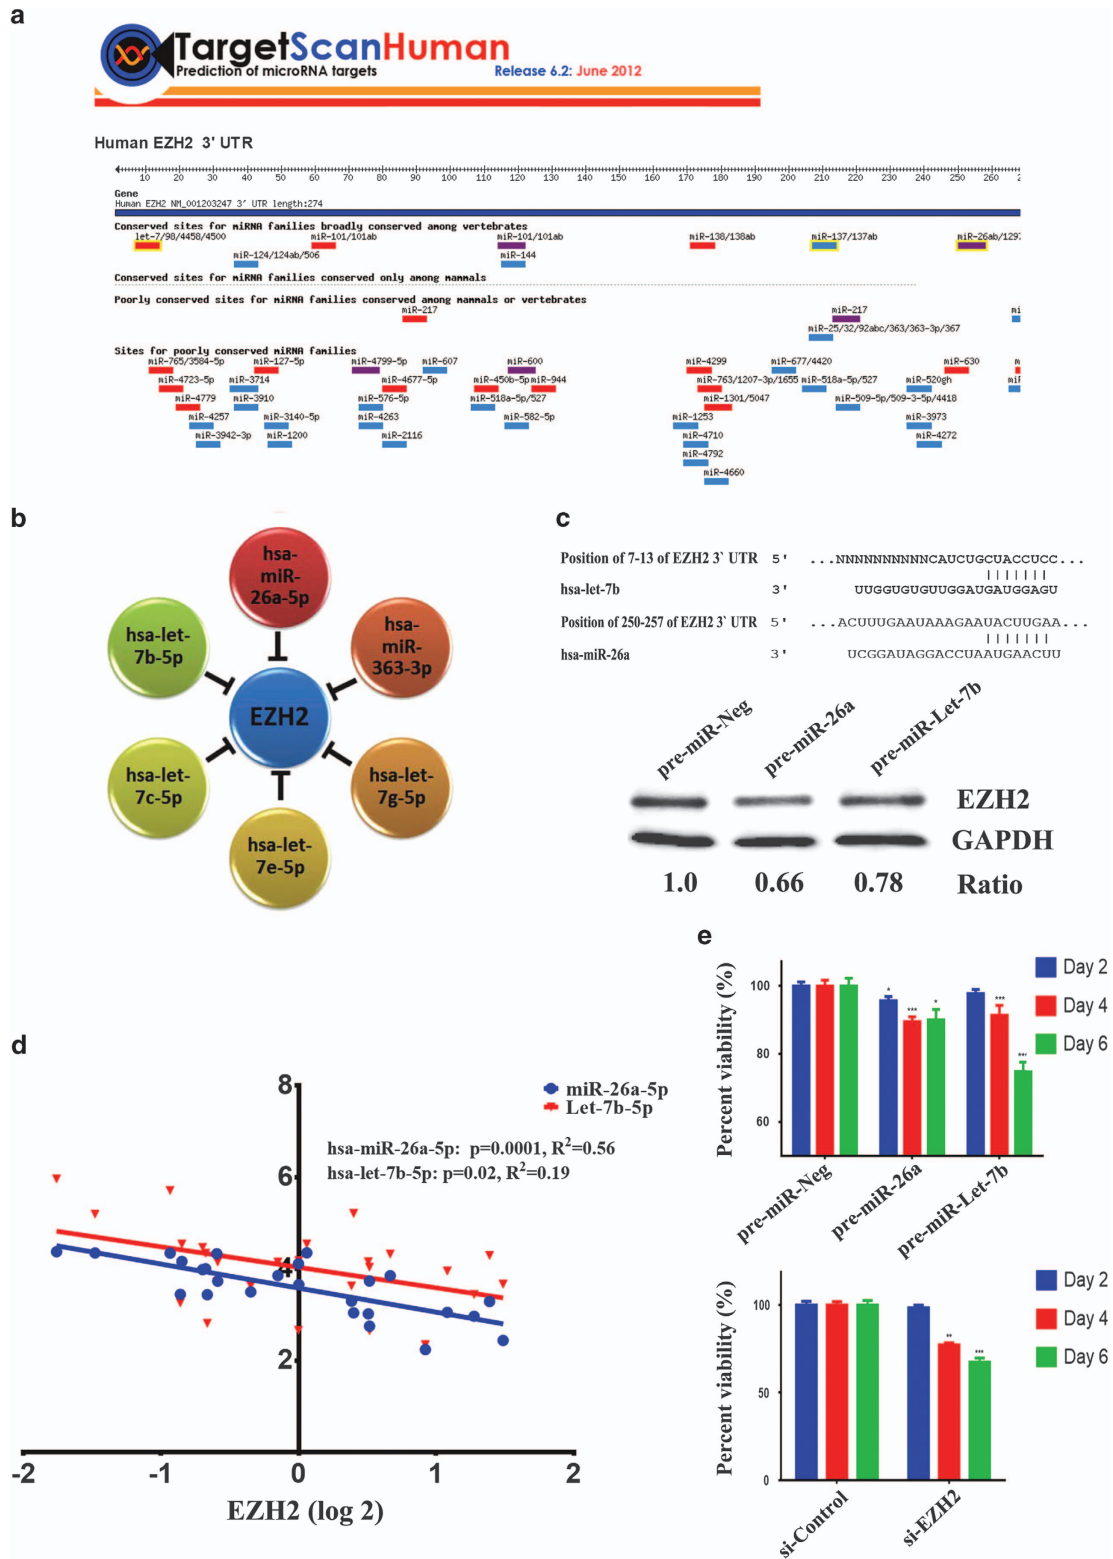 a
TargetScanHuman
Prediction of microRNA targets
Release 6.2: June 2012
Human EZH2 3' UTR
10 20 30 40 50 60 70 80 90 100 110 120 130 140 150 160 170 180 190 200 210 220 230 240 250 260 2
Gene
Human EZH2 NM_001203247 3' UTR length:274
Conserved sites for miRNA families broadly conserved among vertebrates
let-7/98/4458/4500 miR-101/101ab miR-101/101ab miR-138/138ab miR-137/137ab miR-26ab/1297
miR-124/124ab/506 miR-144
Conserved sites for miRNA families conserved only among mammals
Poorly conserved sites for miRNA families conserved among mammals or vertebrates
miR-217 miR-217 mi
miR-25/32/92abc/363/363-3p/367
Sites for poorly conserved miRNA families
miR-765/3584-5p miR-127-5p miR-4799-5p miR-607 miR-600 miR-4299 miR-677/4420 miR-630 m
miR-4723-5p miR-3714 miR-4677-5p miR-450b-5p miR-944 miR-763/1207-3p/1655 miR-518a-5p/527 miR-520gh miF
miR-4779 miR-3910 miR-576-5p miR-518a-5p/527 miR-1301/5047 miR-509-5p/509-3-5p/4418
miR-4257 miR-3140-5p miR-4263 miR-582-5p miR-1253 miR-3973
miR-3942-3p miR-1200 miR-2116 miR-4710 miR-4272
miR-4792
miR-4660
b
hsa-
miR-
26a-5p
hsa-let-
7b-5p
hsa-
miR-
363-3p
EZH2
hsa-let-
7c-5p
hsa-let-
7g-5p
hsa-let-
7e-5p
c
Position of 7-13 of EZH2 3` UTR 5' ...NNNNNNNNNNCAUCUGCUACCUCC...
hsa-let-7b 3' UUGGUGUGUUGGAUGAUGGAGU
Position of 250-257 of EZH2 3` UTR 5' ...ACUUUGAAUAAAGAAUACUUGAA...
hsa-miR-26a 3' UCGGAUAGGACCUAAUGAACUU
pre-miR-Neg pre-miR-26a pre-miR-Let-7b
EZH2
GAPDH
1.0 0.66 0.78 Ratio
d
8
6
4
2
miR-26a-5p
Let-7b-5p
hsa-miR-26a-5p: p=0.0001, R²=0.56
hsa-let-7b-5p: p=0.02, R²=0.19
-2 -1 0 1 2
EZH2 (log 2)
e
Percent viability (%)
100
80
60
* *** * *** ***
Day 2
Day 4
Day 6
pre-miR-Neg pre-miR-26a pre-miR-Let-7b
Percent viability (%)
100
50
0
** ***
Day 2
Day 4
Day 6
si-Control si-EZH2